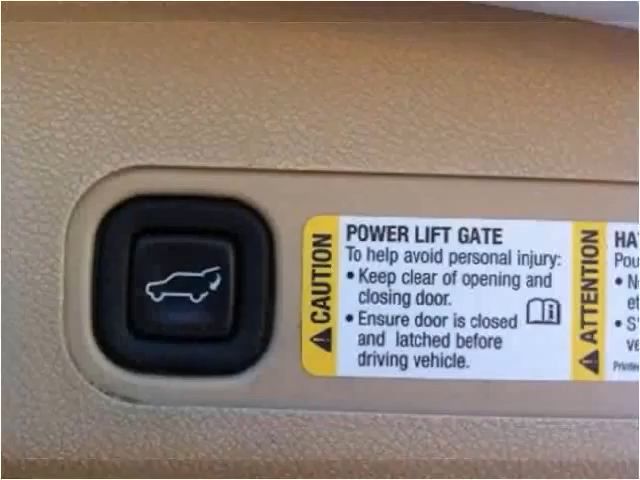 CAUTION
POWER LIFT GATE
To help avoid personal injury:
• Keep clear of opening and
closing door.
• Ensure door is closed
and latched before
driving vehicle.
ATTENTION